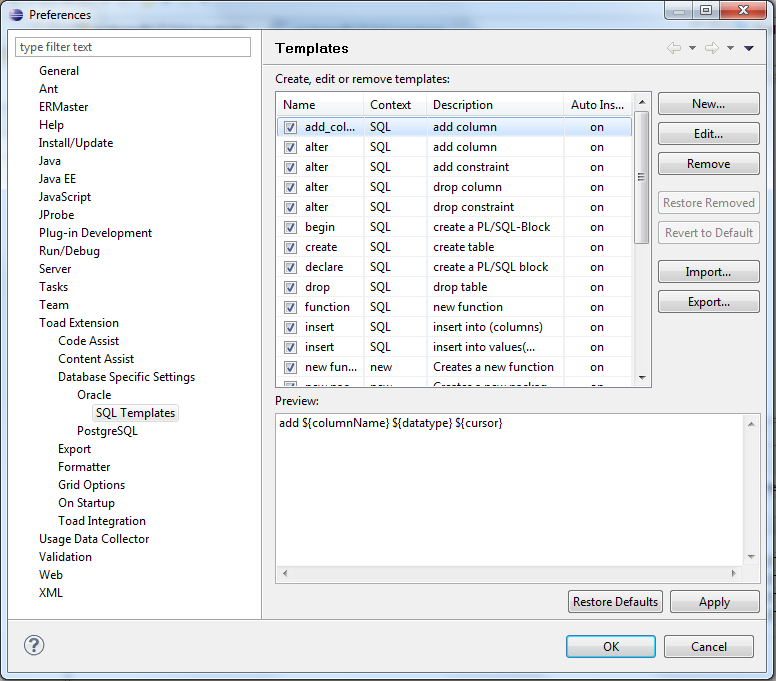 Preferences
type filter text
General
Ant
ERMaster
Help
Install/Update
Java
Java EE
JavaScript
JProbe
Plug-in Development
Run/Debug
Server
Tasks
Team
Toad Extension
Code Assist
Content Assist
Database Specific Settings
Oracle
SQL Templates
PostgreSQL
Export
Formatter
Grid Options
On Startup
Toad Integration
Usage Data Collector
Validation
Web
XML
Templates
Create, edit or remove templates:
Name Context Description Auto Ins...
add_col... SQL add column on
alter SQL add column on
alter SQL add constraint on
alter SQL drop column on
alter SQL drop constraint on
begin SQL create a PL/SQL-Block on
create SQL create table on
declare SQL create a PL/SQL block on
drop SQL drop table on
function SQL new function on
insert SQL insert into (columns) on
insert SQL insert into values(... on
new fun... new Creates a new function on
New...
Edit...
Remove
Restore Removed
Revert to Default
Import...
Export...
Preview:
add ${columnName} ${datatype} ${cursor}
Restore Defaults Apply
OK Cancel